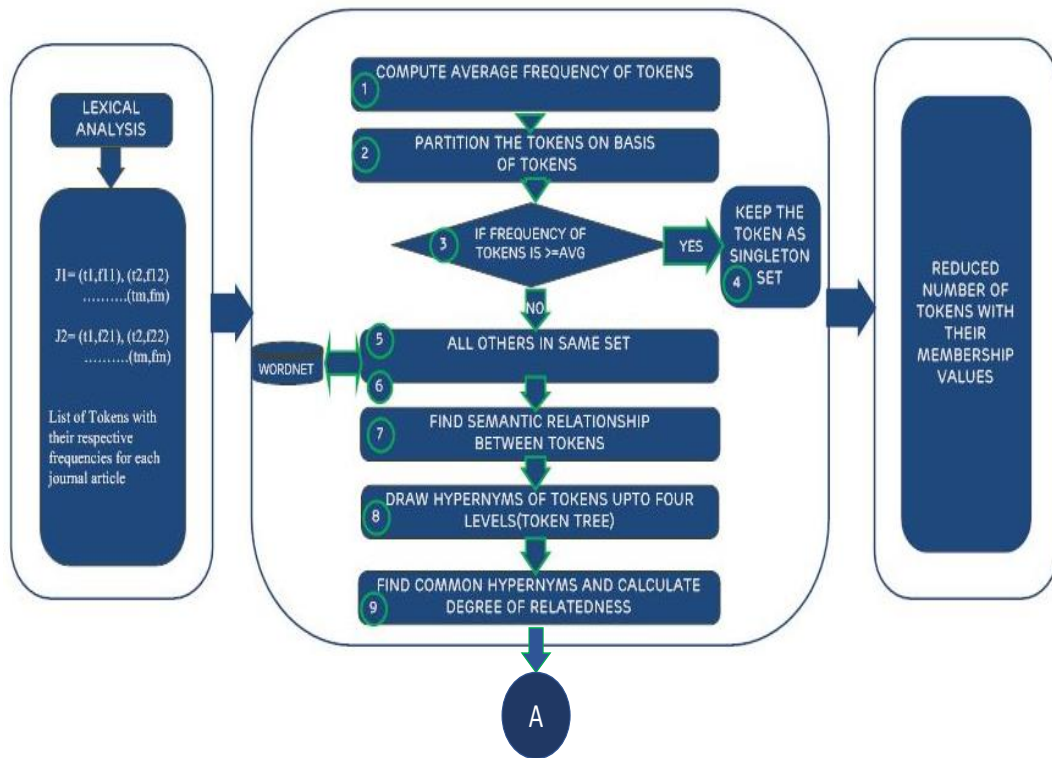 LEXICAL
ANALYSIS
J1= (t1,f11), (t2,f12)
..........(tm,fm)
J2= (t1,f21), (t2,f22)
..........(tm,fm)
List of Tokens with
their respective
frequencies for each
journal article
1
COMPUTE AVERAGE FREQUENCY OF TOKENS
2
PARTITION THE TOKENS ON BASIS
OF TOKENS
3
IF FREQUENCY OF
TOKENS IS >=AVG
YES
KEEP THE
TOKEN AS
SINGLETON
4
SET
NO
WORDNET
5
ALL OTHERS IN SAME SET
6
7
FIND SEMANTIC RELATIONSHIP
BETWEEN TOKENS
8
DRAW HYPERNYMS OF TOKENS UPTO FOUR
LEVELS(TOKEN TREE)
9
FIND COMMON HYPERNYMS AND CALCULATE
DEGREE OF RELATEDNESS
A
REDUCED
NUMBER OF
TOKENS WITH
THEIR
MEMBERSHIP
VALUES